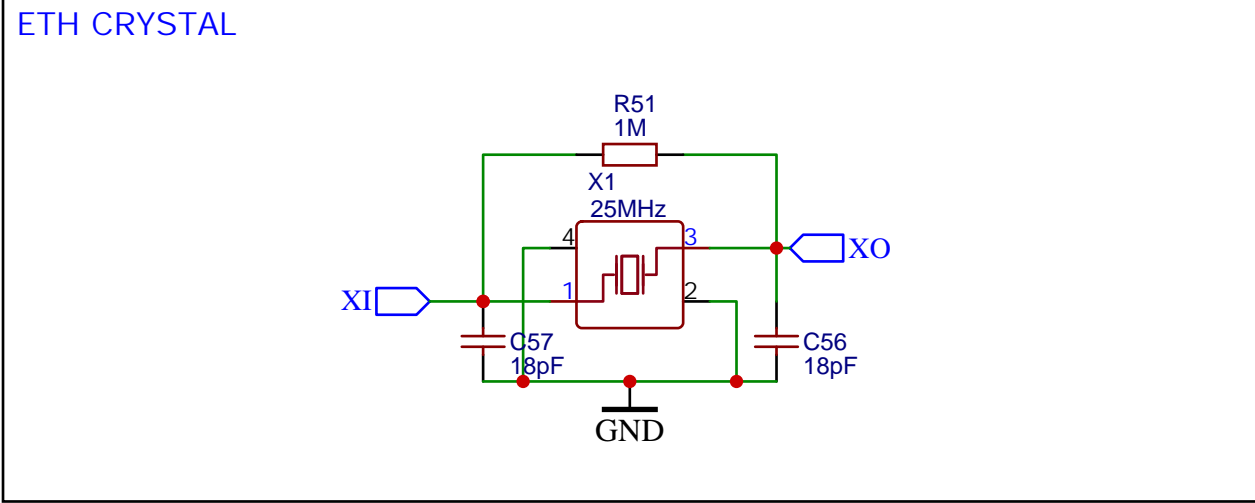 ETH CRYSTAL
R51
1M
X1
25MHz
4
3
XO
XI
1
2
C57
18pF
C56
18pF
GND